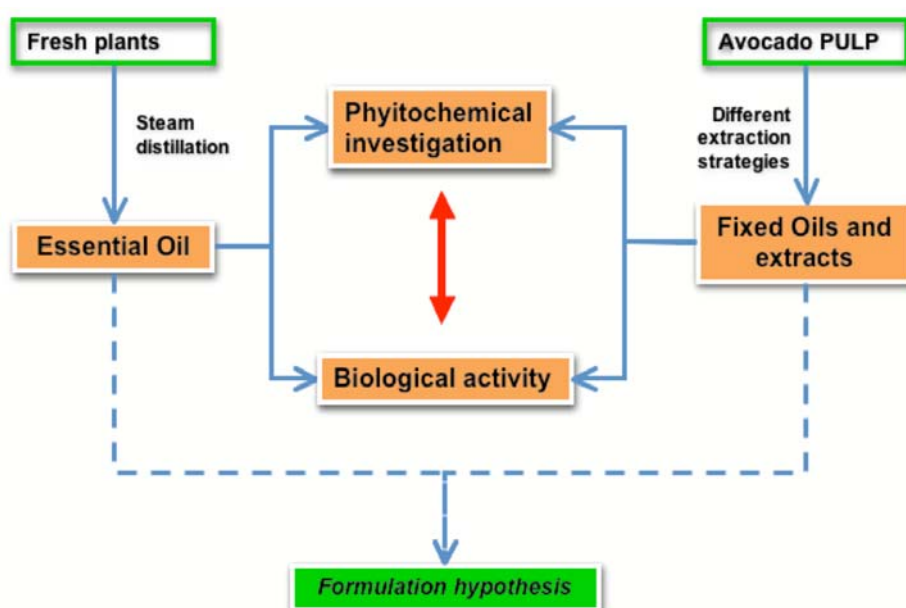 Fresh plants
Avocado PULP
Steam
distillation
Phyitochemical
investigation
Different
extraction
strategies
Essential Oil
Fixed Oils and
extracts
Biological activity
Formulation hypothesis